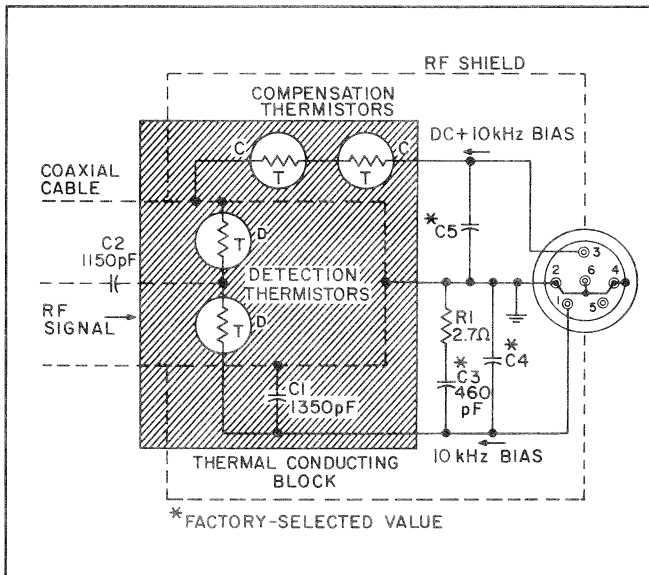 RF SHIELD
COMPENSATION
THERMISTORS
C
C
T
T
DC+10kHz BIAS
COAXIAL
CABLE
*C5
3
C2
1150pF
T
D
DETECTION
THERMISTORS
2
6
4
1
5
RF
SIGNAL
T
D
R1
2.7Ω
*C4
*C3
460
pF
C1
1350pF
10 kHz BIAS
THERMAL CONDUCTING
BLOCK
*FACTORY-SELECTED VALUE